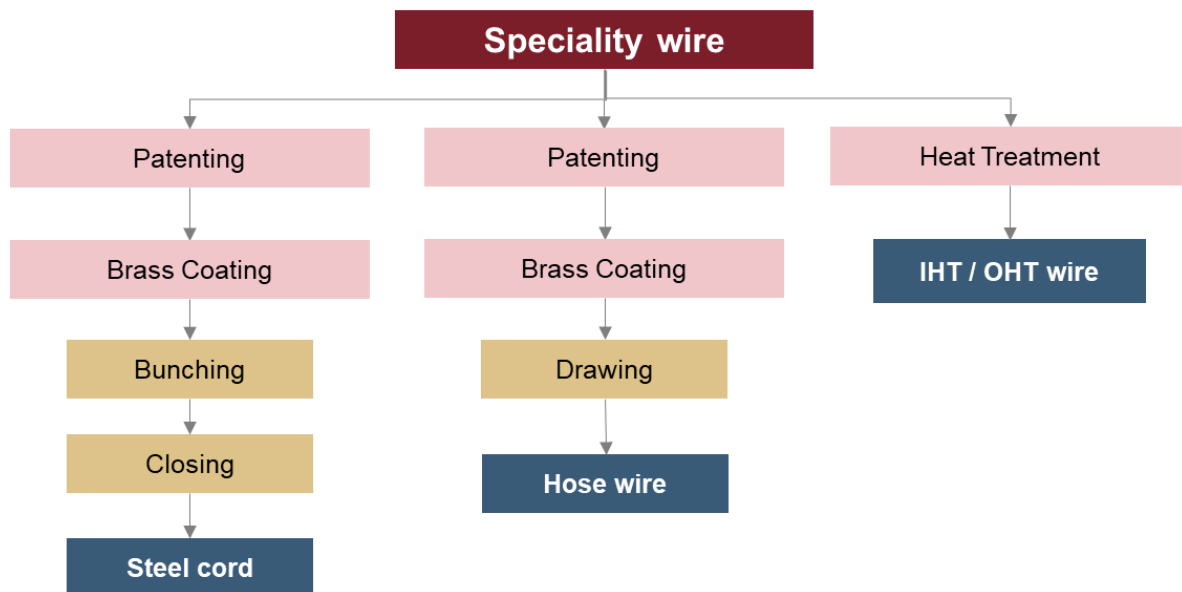 Speciality wire
Patenting
Patenting
Heat Treatment
Brass Coating
Brass Coating
IHT / OHT wire
Bunching
Drawing
Closing
Hose wire
Steel cord